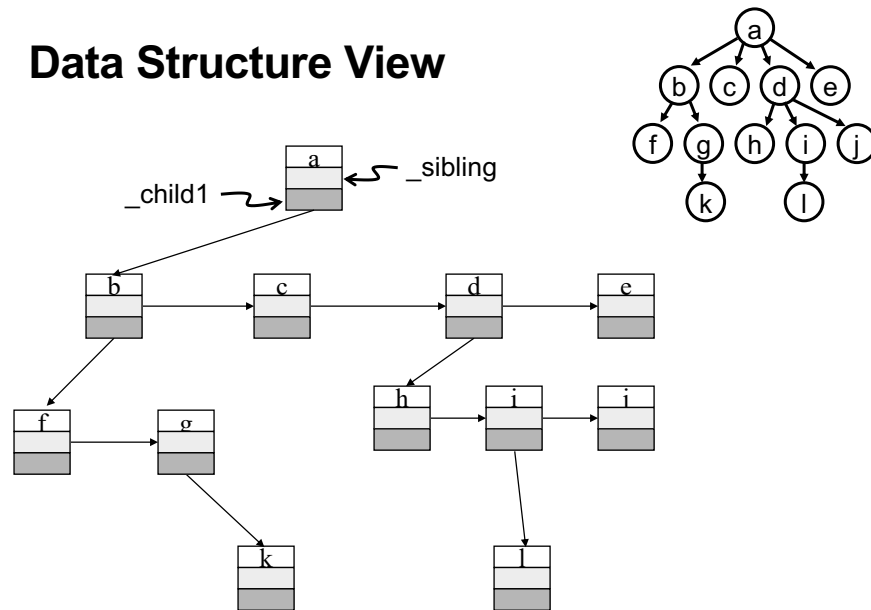 Data Structure View
a
b c d e
f g h i j
k l
a
_sibling
_child1
b c d e
h i j
f g
k l